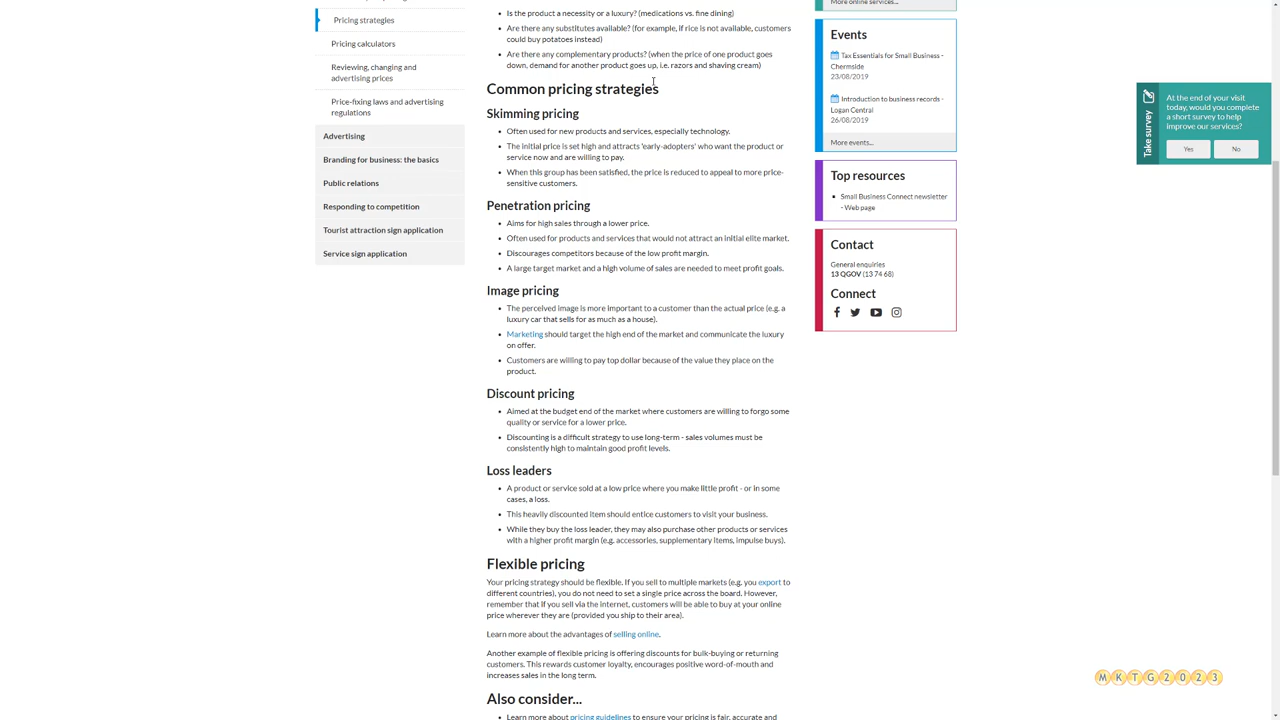 Pricing strategies
Pricing calculators
Reviewing, changing and
advertising prices
Price-fixing laws and advertising
regulations
Advertising
Branding for business: the basics
Public relations
Responding to competition
Tourist attraction sign application
Service sign application
• Is the product a necessity or a luxury? (medications vs. fine dining)
• Are there any substitutes available? (for example, if rice is not available, customers
could buy potatoes instead)
• Are there any complementary products? (when the price of one product goes
down, demand for another product goes up, i.e. razors and shaving cream)
Common pricing strategies
Skimming pricing
• Often used for new products and services, especially technology.
• The initial price is set high and attracts 'early-adopters' who want the product or
service now and are willing to pay.
• When this group has been satisfied, the price is reduced to appeal to more price-
sensitive customers.
Penetration pricing
• Aims for high sales through a lower price.
• Often used for products and services that would not attract an initial elite market.
• Discourages competitors because of the low profit margin.
• A large target market and a high volume of sales are needed to meet profit goals.
Image pricing
• The perceived image is more important to a customer than the actual price (e.g. a
luxury car that sells for as much as a house).
• Marketing should target the high end of the market and communicate the luxury
on offer.
• Customers are willing to pay top dollar because of the value they place on the
product.
Discount pricing
• Aimed at the budget end of the market where customers are willing to forgo some
quality or service for a lower price.
• Discounting is a difficult strategy to use long-term - sales volumes must be
consistently high to maintain good profit levels.
Loss leaders
• A product or service sold at a low price where you make little profit - or in some
cases, a loss.
• This heavily discounted item should entice customers to visit your business.
• While they buy the loss leader, they may also purchase other products or services
with a higher profit margin (e.g. accessories, supplementary items, impulse buys).
Flexible pricing
Your pricing strategy should be flexible. If you sell to multiple markets (e.g. you export to
different countries), you do not need to set a single price across the board. However,
remember that if you sell via the internet, customers will be able to buy at your online
price wherever they are (provided you ship to their area).
Learn more about the advantages of selling online.
Another example of flexible pricing is offering discounts for bulk-buying or returning
customers. This rewards customer loyalty, encourages positive word-of-mouth and
increases sales in the long term.
Also consider...
• Learn more about pricing guidelines to ensure your pricing is fair, accurate and
More online services...
Events
Tax Essentials for Small Business -
Chermside
23/08/2019
Introduction to business records -
Logan Central
26/08/2019
More events...
Top resources
Small Business Connect newsletter
- Web page
Contact
General enquiries
13 QGOV (13 74 68)
Connect
Take survey
At the end of your visit
today, would you complete
a short survey to help
improve our services?
Yes No
MKTG2023